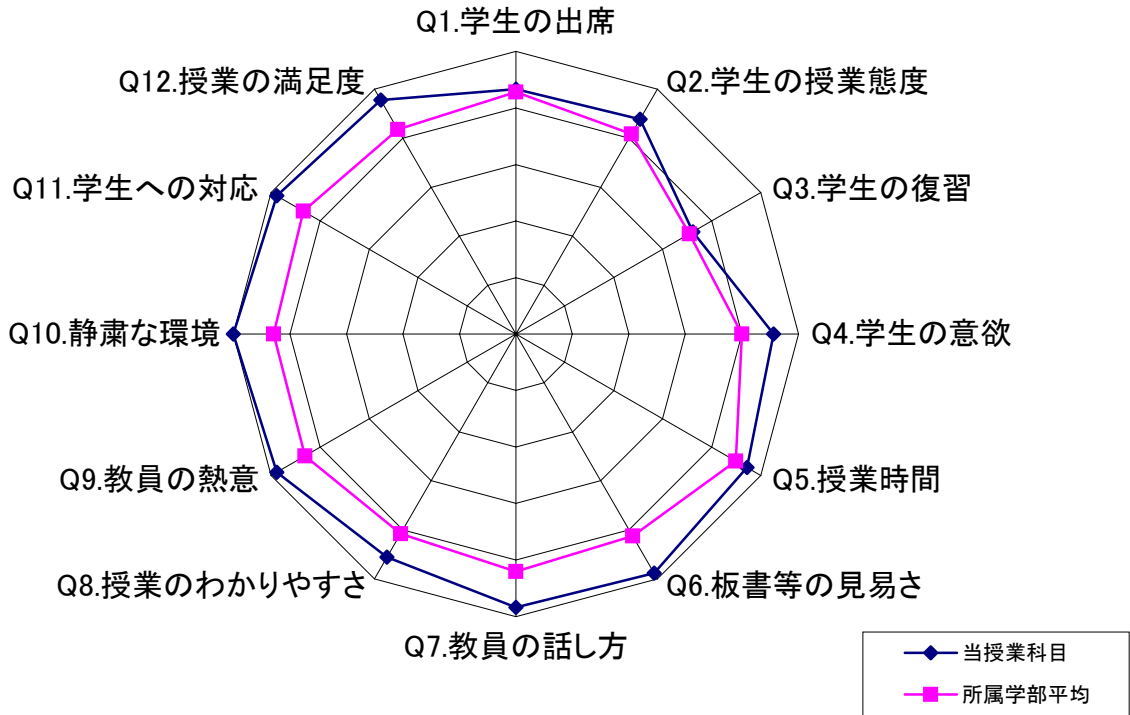 Q1.学生の出席
Q2.学生の授業態度
Q3.学生の復習
Q4.学生の意欲
Q5.授業時間
Q6.板書等の見易さ
Q7.教員の話し方
Q8.授業のわかりやすさ
Q9.教員の熱意
Q10.静粛な環境
Q11.学生への対応
Q12.授業の満足度
当授業科目
所属学部平均